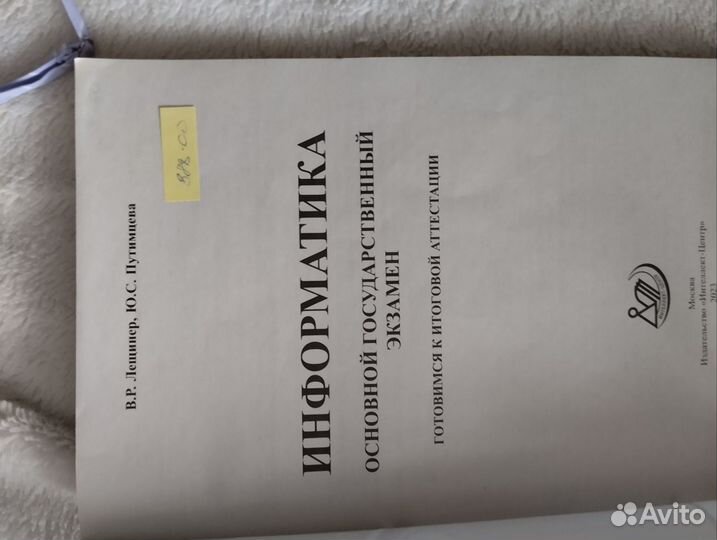 В.Р. Лещинер, Ю.С. Путимцева
ИНФОРМАТИКА
ОСНОВНОЙ ГОСУДАРСТВЕННЫЙ
ЭКЗАМЕН
ГОТОВИМСЯ К ИТОГОВОЙ АТТЕСТАЦИИ
Москва
Издательство «Интеллект-Центр»
2023
Avito